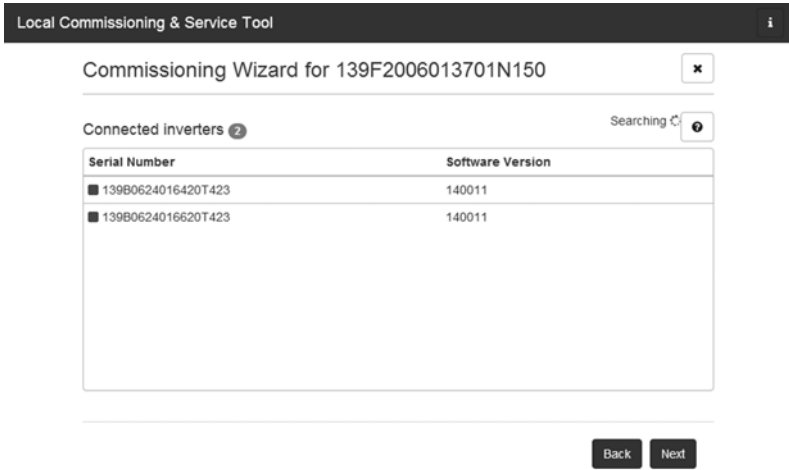 Local Commissioning & Service Tool
i
Commissioning Wizard for 139F2006013701N150
Connected inverters 2
Searching
Serial Number Software Version
139B0624016420T423 140011
139B0624016620T423 140011
Back Next